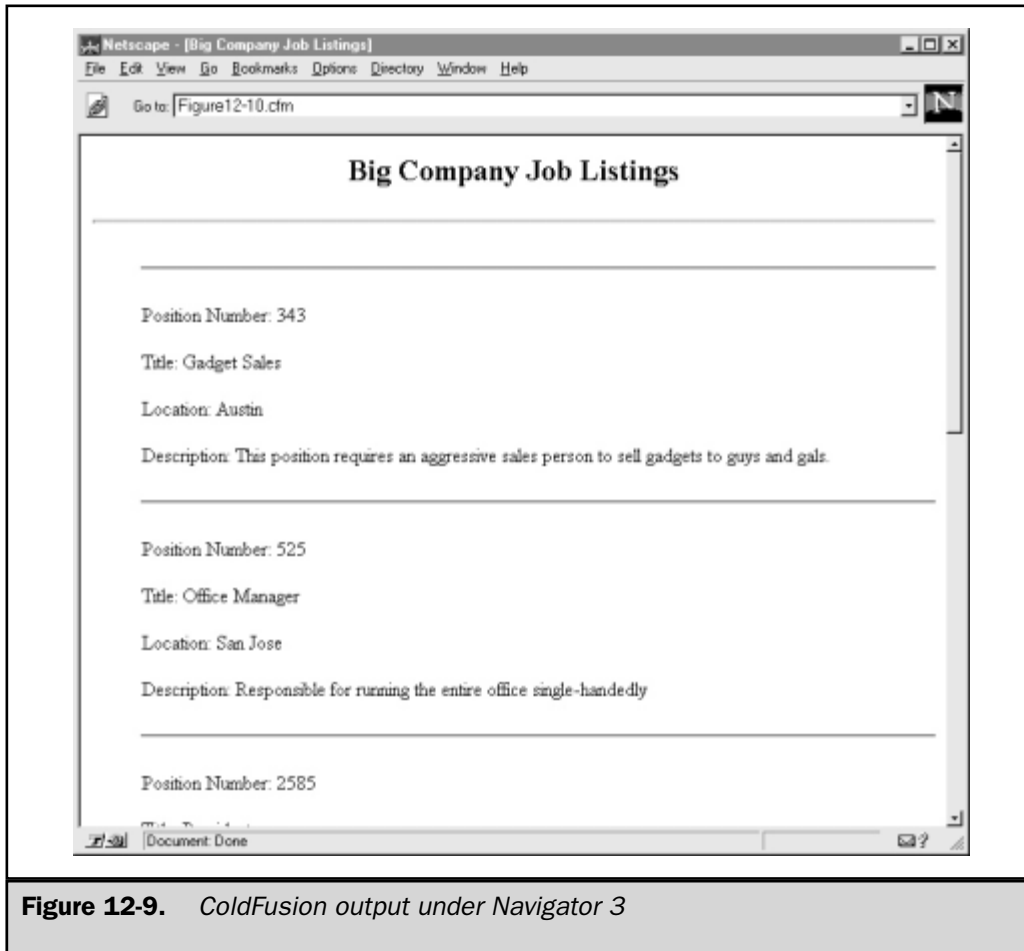 Netscape - [Big Company Job Listings]
File Edit View Go Bookmarks Options Directory Window Help
Go to: Figure12-10.cfm
N
Big Company Job Listings
Position Number: 343
Title: Gadget Sales
Location: Austin
Description: This position requires an aggressive sales person to sell gadgets to guys and gals.
Position Number: 525
Title: Office Manager
Location: San Jose
Description: Responsible for running the entire office single-handedly
Position Number: 2585
Document: Done
?
Figure 12-9. ColdFusion output under Navigator 3